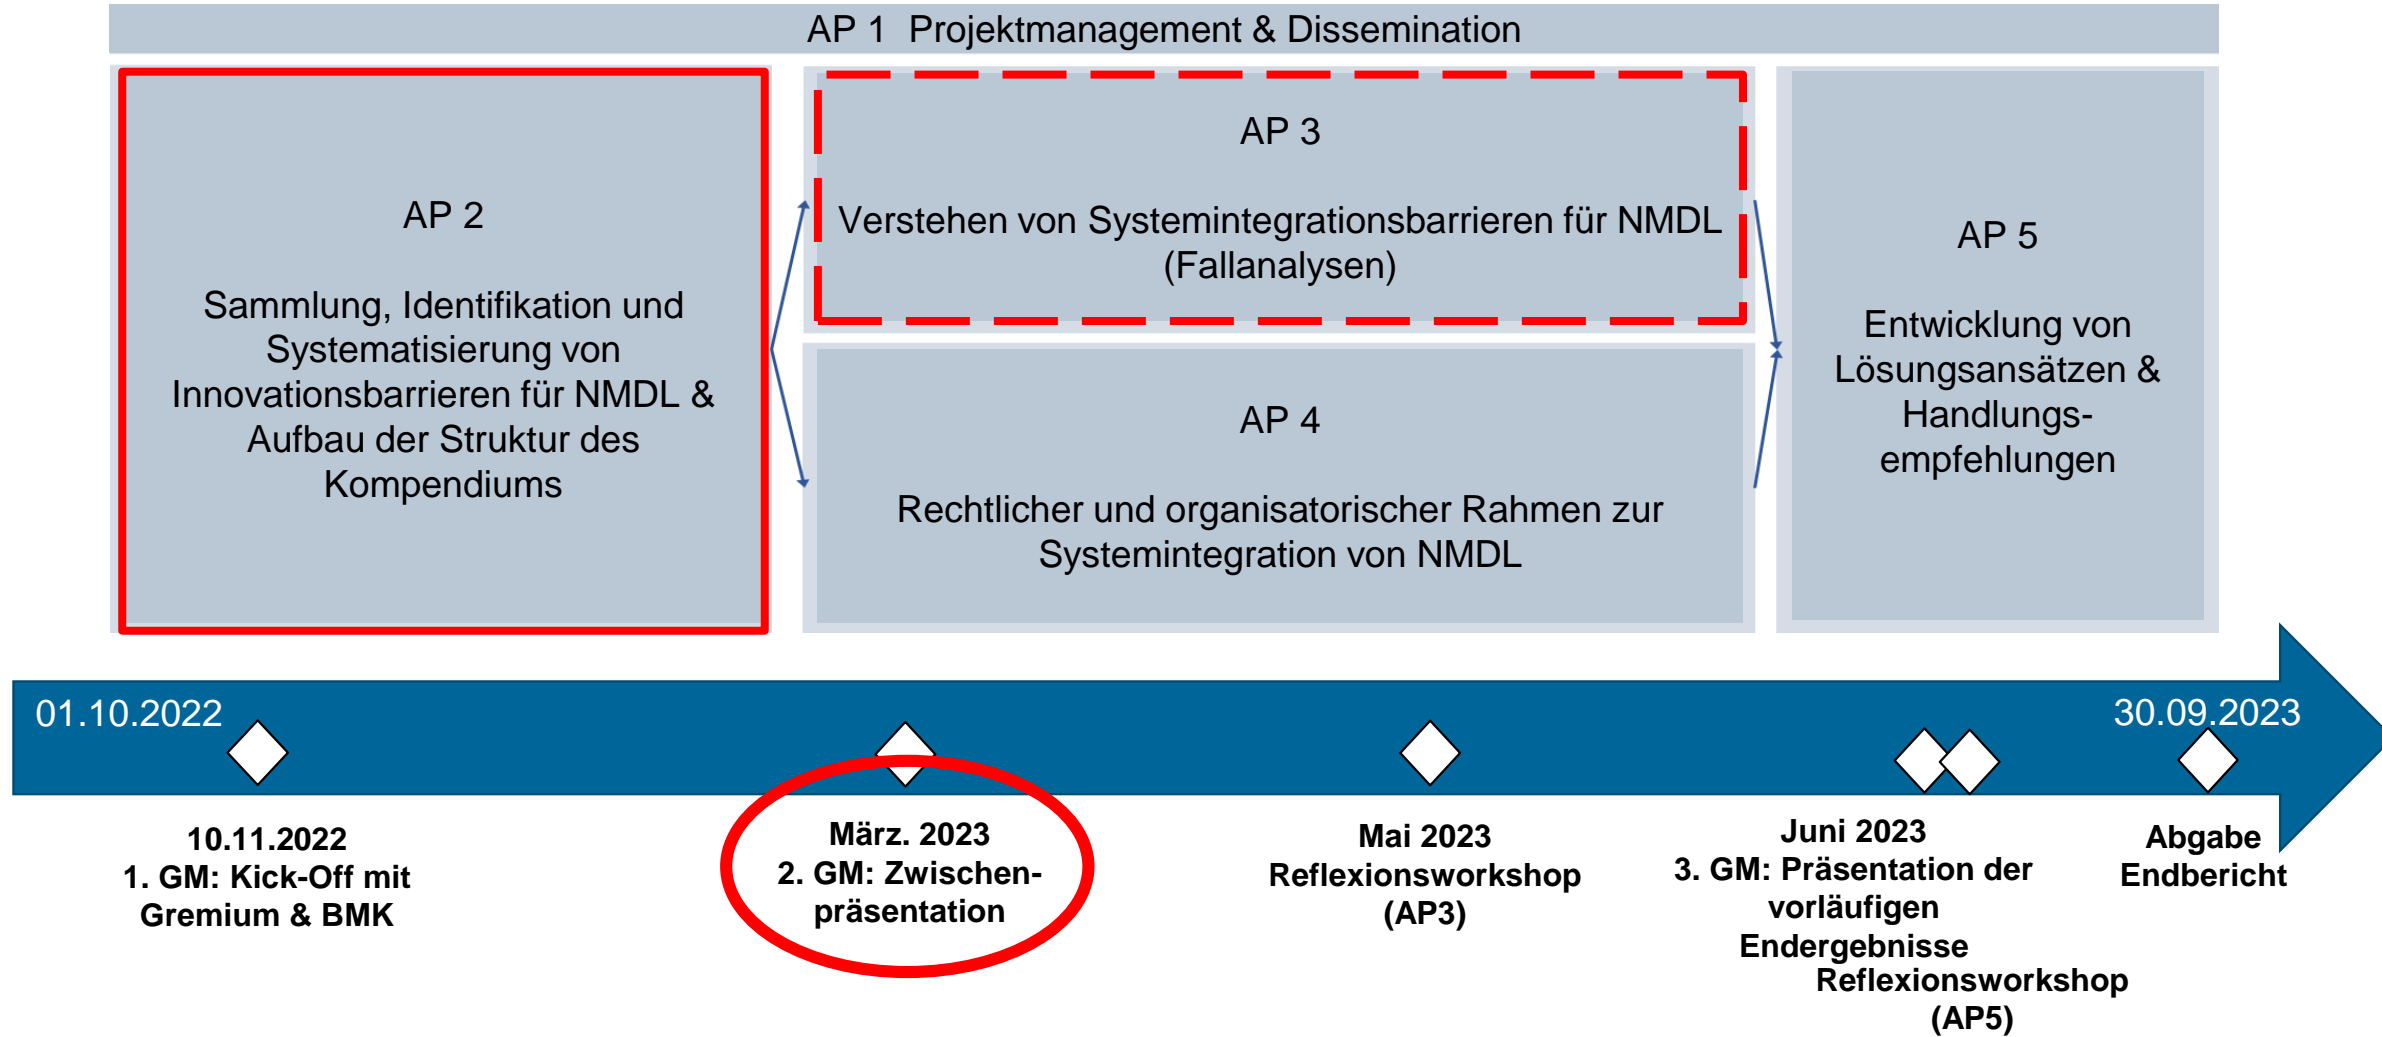 AP 1 Projektmanagement & Dissemination
AP 2
Sammlung, Identifikation und
Systematisierung von
Innovationsbarrieren für NMDL &
Aufbau der Struktur des
Kompendiums
AP 3
Verstehen von Systemintegrationsbarrieren für NMDL
(Fallanalysen)
AP 4
Rechtlicher und organisatorischer Rahmen zur
Systemintegration von NMDL
AP 5
Entwicklung von
Lösungsansätzen &
Handlungs-
empfehlungen
01.10.2022
30.09.2023
10.11.2022
1. GM: Kick-Off mit
Gremium & BMK
März. 2023
2. GM: Zwischen-
präsentation
Mai 2023
Reflexionsworkshop
(AP3)
Juni 2023
3. GM: Präsentation der
vorläufigen
Endergebnisse
Reflexionsworkshop
(AP5)
Abgabe
Endbericht